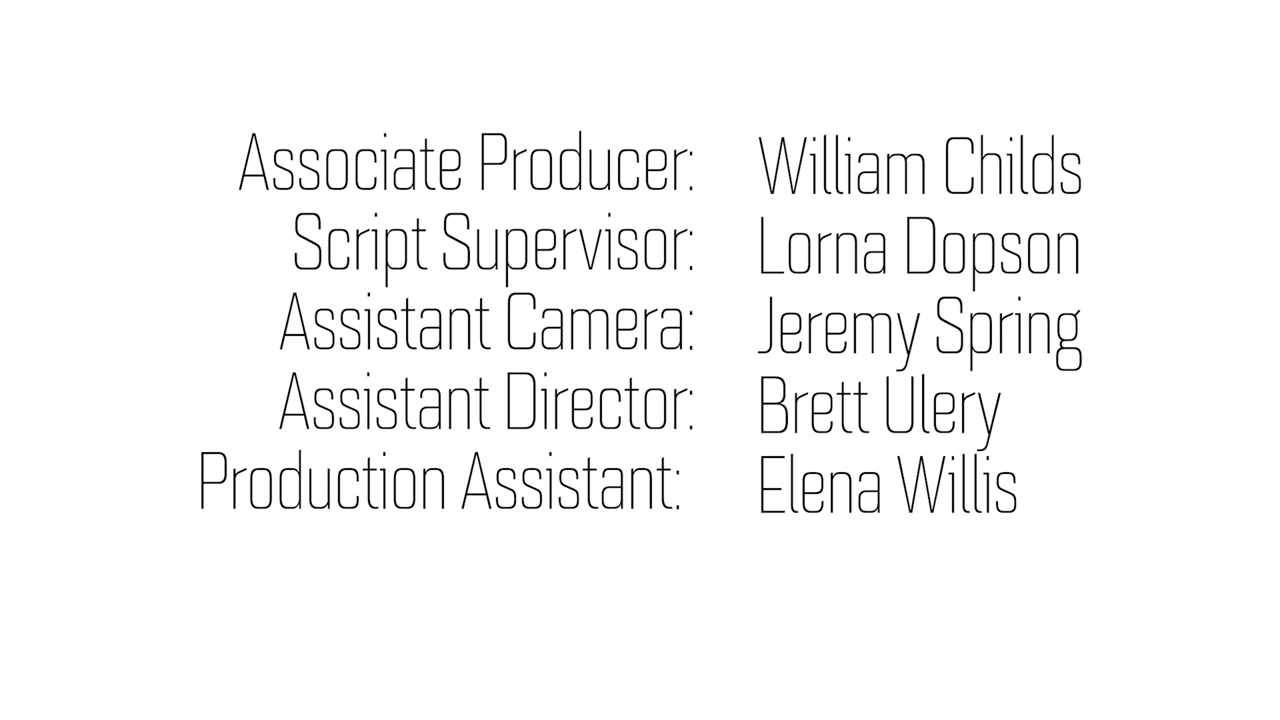 Associate Producer: William Childs
Script Supervisor: Lorna Dopson
Assistant Camera: Jeremy Spring
Assistant Director: Brett Ulery
Production Assistant: Elena Willis